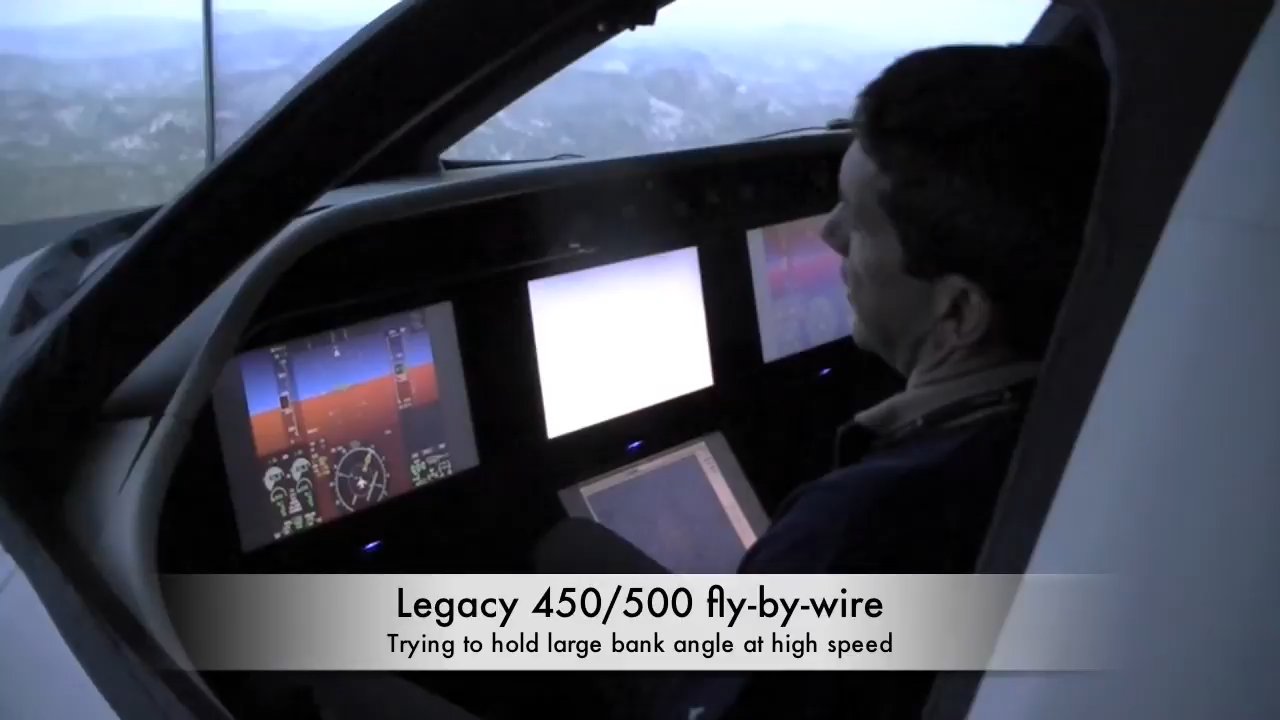 Legacy 450/500 fly-by-wire
Trying to hold large bank angle at high speed